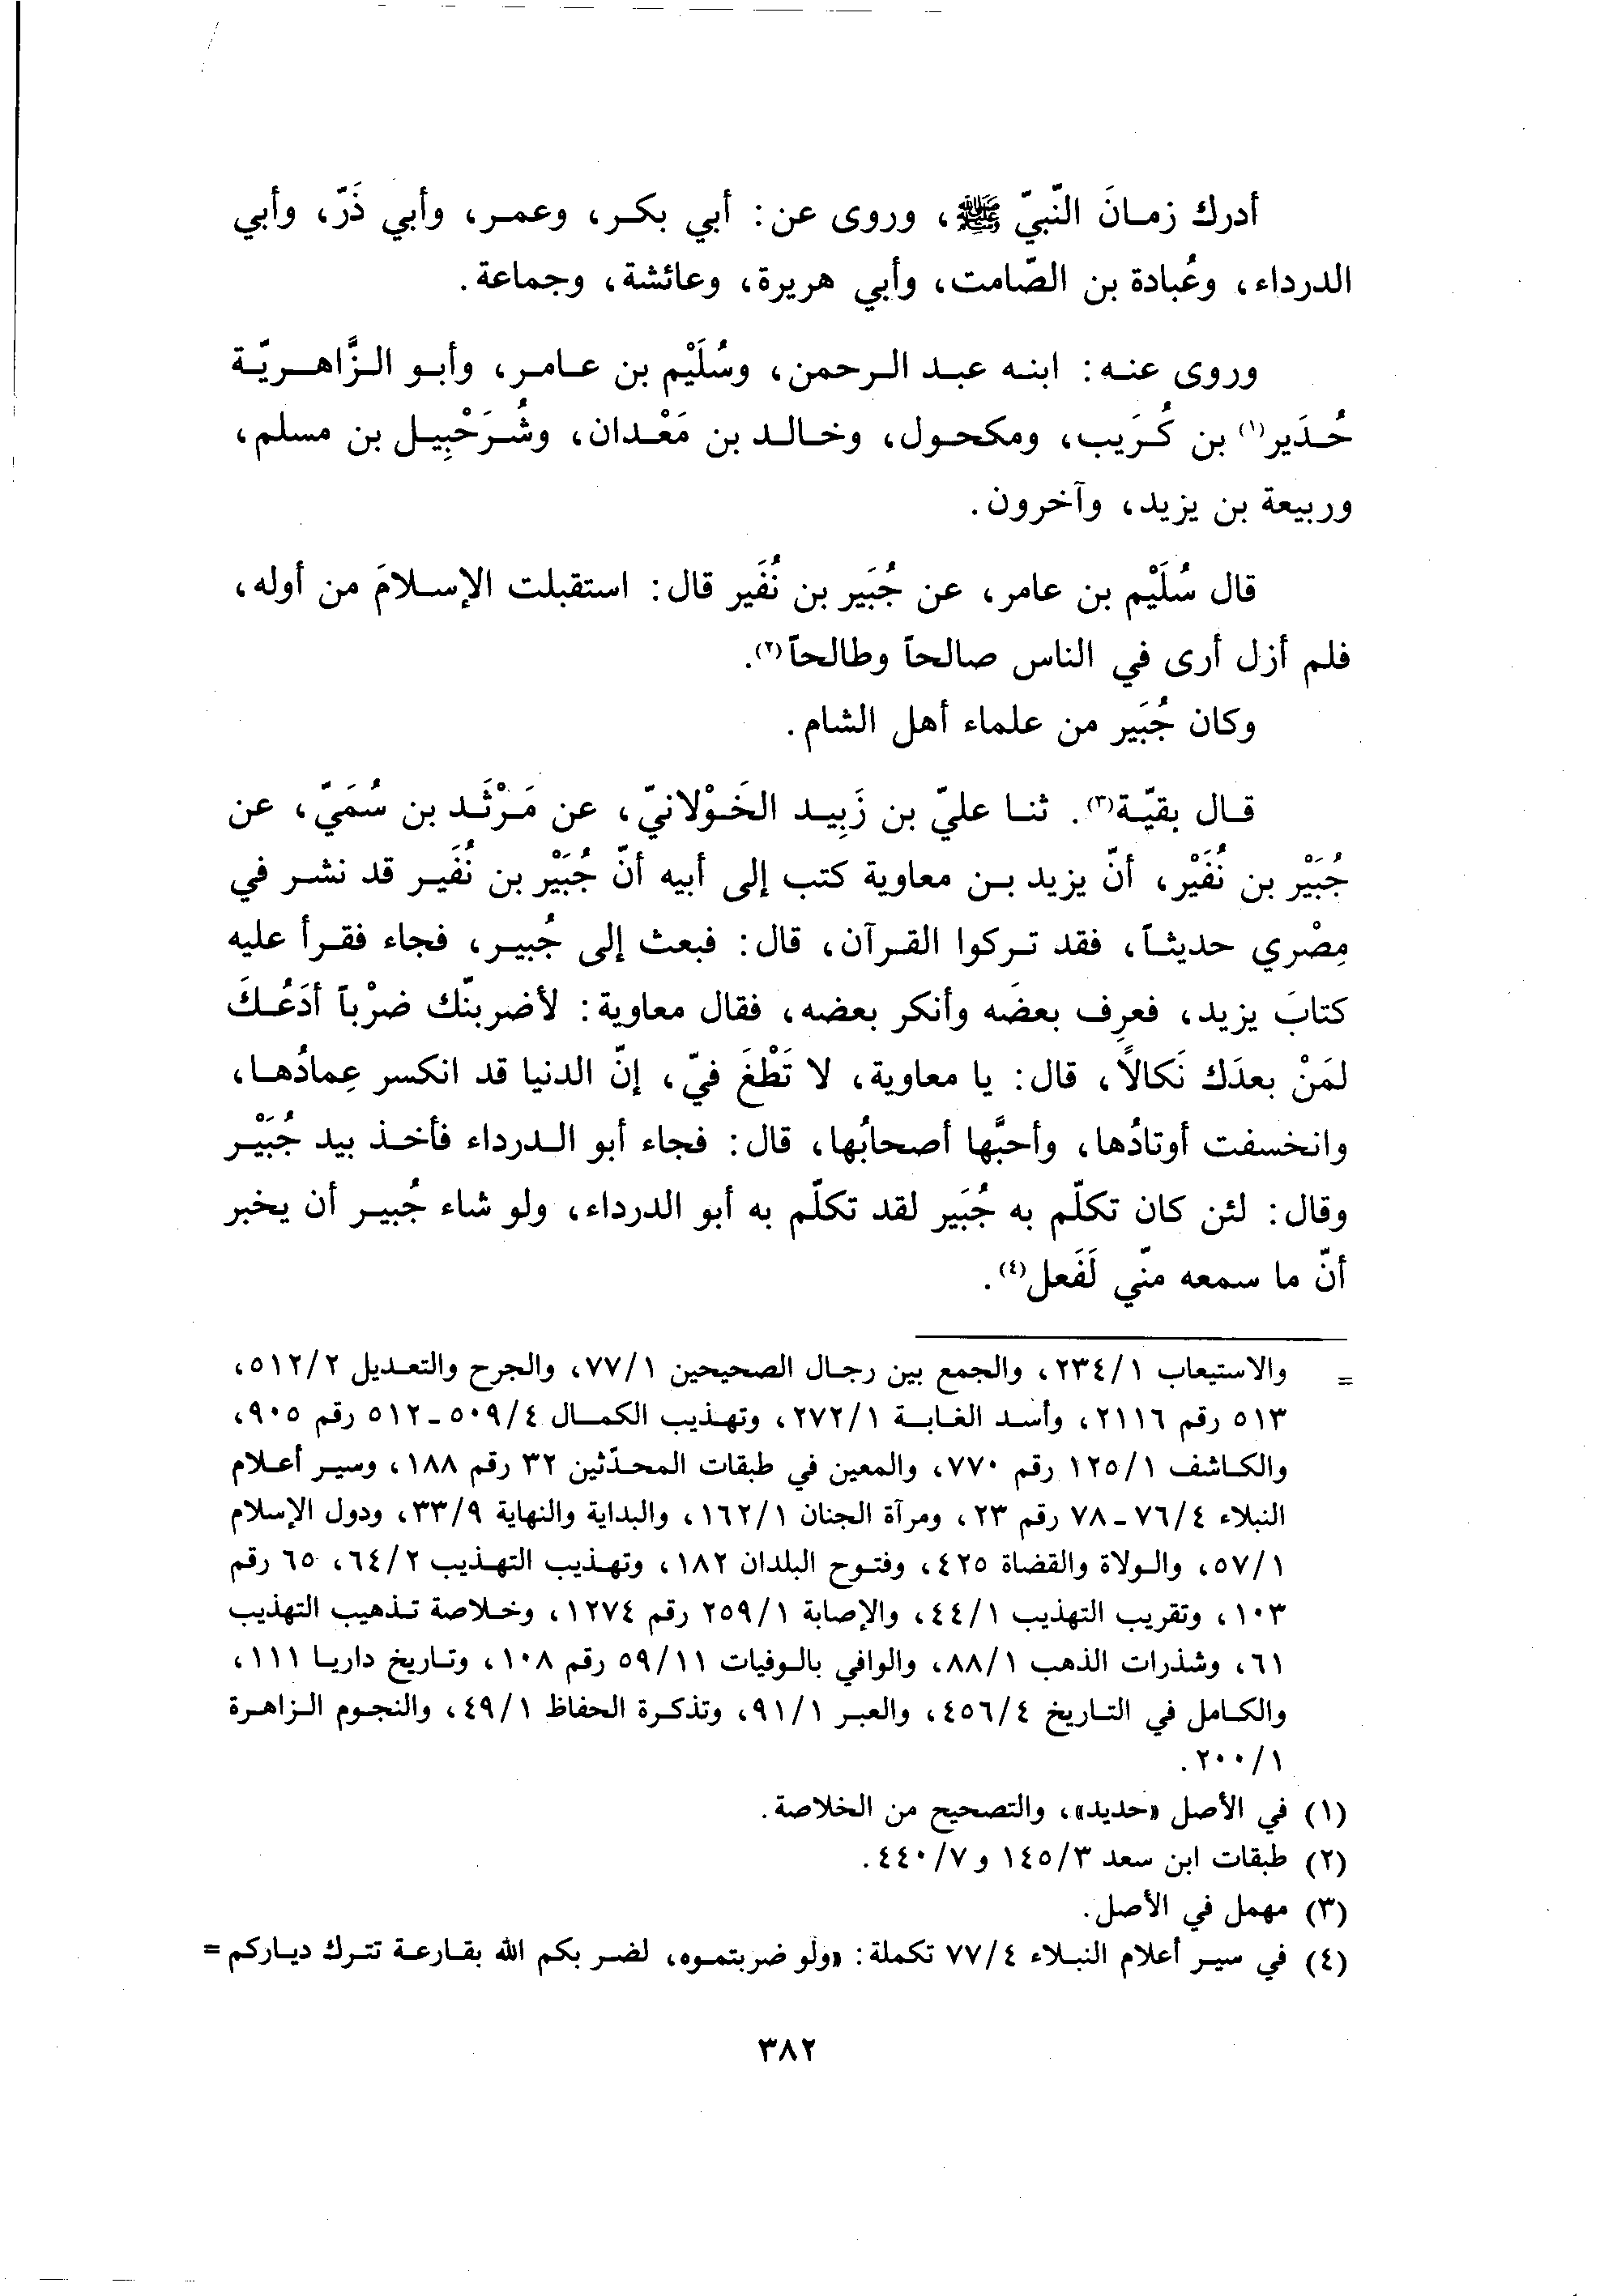 أدرك زمانَ النّبيّ ﷺ، وروى عن: أبي بكر، وعمر، وأبي ذَرّ، وأبي
الدرداء، وعُبادة بن الصّامت، وأبي هريرة، وعائشة، وجماعة.
وروى عنه: ابنه عبد الرحمن، وسُلَيْم بن عامر، وأبو الزَّاهريّة
حُدَير(١) بن كُرَيب، ومكحول، وخالد بن مَعْدان، وشُرَحْبِيل بن مسلم،
وربيعة بن يزيد، وآخرون.
قال سُلَيْم بن عامر، عن جُبَير بن نُفَير قال: استقبلت الإسلامَ من أوله،
فلم أزل أرى في الناس صالحاً وطالحاً(٢).
وكان جُبَير من علماء أهل الشام.
قال بقيّة(٣). ثنا عليّ بن زَبِيد الخَوْلانيّ، عن مَرْثَد بن سُمَيّ، عن
جُبَيْر بن نُفَيْر، أنّ يزيد بن معاوية كتب إلى أبيه أنّ جُبَيْر بن نُفَير قد نشر في
مِصْري حديثاً، فقد تركوا القرآن، قال: فبعث إلى جُبير، فجاء فقرأ عليه
كتابَ يزيد، فعرِف بعضَه وأنكر بعضه، فقال معاوية: لأضربنّك ضرْباً أدَعُكَ
لمَنْ بعدَك نَكالًا، قال: يا معاوية، لا تَطْغَ فيّ، إنّ الدنيا قد انكسر عِمادُها،
وانخسفت أوتادُها، وأحبَّها أصحابُها، قال: فجاء أبو الدرداء فأخذ بيد جُبَيْر
وقال: لئن كان تكلّم به جُبَير لقد تكلّم به أبو الدرداء، ولو شاء جُبير أن يخبر
أنّ ما سمعه منّي لَفَعل(٤).
= والاستيعاب ٢٣٤/١، والجمع بين رجال الصحيحين ٧٧/١، والجرح والتعديل ٥١٢/٢،
٥١٣ رقم ٢١١٦، وأسد الغابة ٢٧٢/١، وتهذيب الكمال ٥٠٩/٤ - ٥١٢ رقم ٩٠٥،
والكاشف ١٢٥/١ رقم ٧٧٠، والمعين في طبقات المحدّثين ٣٢ رقم ١٨٨، وسير أعلام
النبلاء ٧٦/٤ - ٧٨ رقم ٢٣، ومرآة الجنان ١٦٢/١، والبداية والنهاية ٣٣/٩، ودول الإسلام
٥٧/١، والولاة والقضاة ٤٢٥، وفتوح البلدان ١٨٢، وتهذيب التهذيب ٦٤/٢، ٦٥ رقم
١٠٣، وتقريب التهذيب ٤٤/١، والإصابة ٢٥٩/١ رقم ١٢٧٤، وخلاصة تذهيب التهذيب
٦١، وشذرات الذهب ٨٨/١، والوافي بالوفيات ٥٩/١١ رقم ١٠٨، وتاريخ داريا ١١١،
والكامل في التاريخ ٤٥٦/٤، والعبر ٩١/١، وتذكرة الحفاظ ٤٩/١، والنجوم الزاهرة
٢٠٠/١.
(١) في الأصل «حديد»، والتصحيح من الخلاصة.
(٢) طبقات ابن سعد ١٤٥/٣ و ٤٤٠/٧.
(٣) مهمل في الأصل.
(٤) في سير أعلام النبلاء ٧٧/٤ تكملة: «ولو ضربتموه، لضربكم الله بقارعة تترك دياركم =
٣٨٢